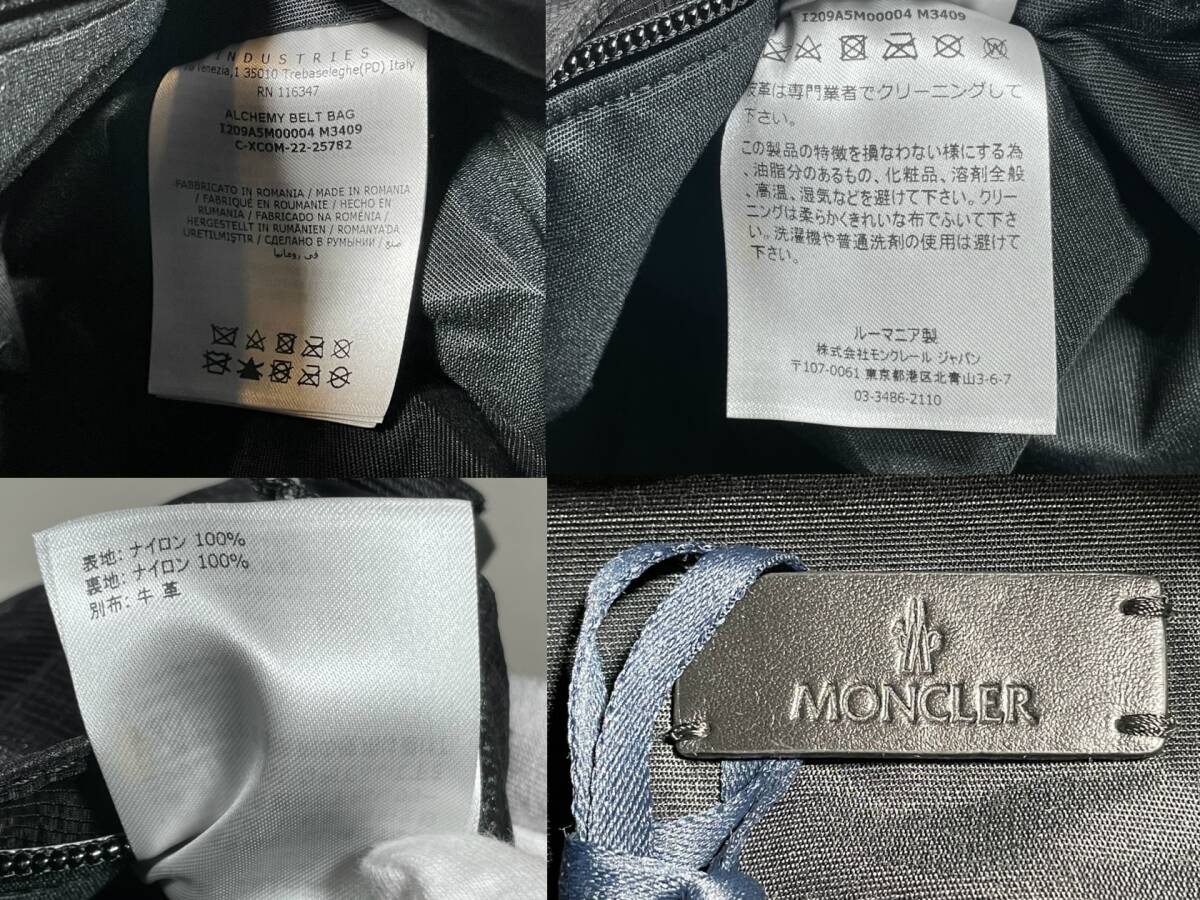 INDUSTRIES
Venezia,1 35010 Trebaseleghe(PD) Italy
RN 116347
ALCHEMY BELT BAG
I209A5M00004 M3409
C-XCOM-22-25782
FABBRICATO IN ROMANIA / MADE IN ROMANIA
/ FABRIQUÉ EN ROUMANIE / HECHO EN
RUMANIA / FABRICADO NA ROMÉNIA /
HERGESTELLT IN RUMÄNIEN / ROMANYA'DA
URETILMIŞTIR / СДЕЛАНО В РУМЫНИИ / صنع
في رومانيا
I209A5M00004 M3409
皮革は専門業者でクリーニングして
下さい。
この製品の特徴を損なわない様にする為
、油脂分のあるもの、化粧品、溶剤全般
、高温、湿気などを避けて下さい。クリー
ニングは柔らかくきれいな布でふいて下さ
い。洗濯機や普通洗剤の使用は避けて
下さい。
ルーマニア製
株式会社モンクレール ジャパン
〒107-0061 東京都港区北青山3-6-7
03-3486-2110
表地: ナイロン 100%
裏地: ナイロン 100%
別布: 牛 革
MONCLER